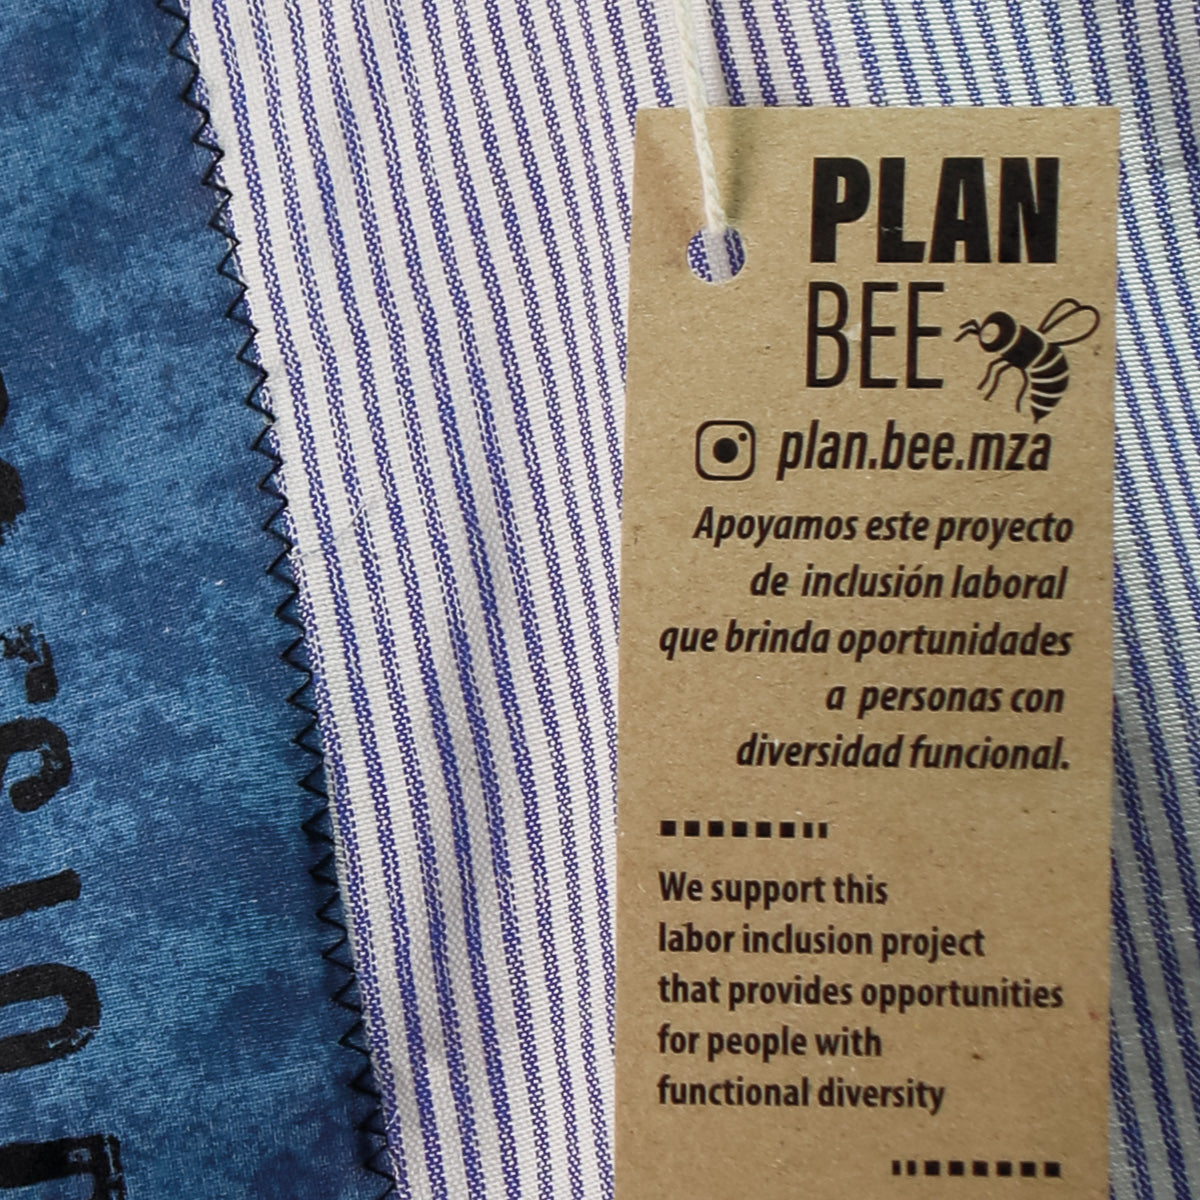 PLAN
BEE
plan.bee.mza
Apoyamos este proyecto
de inclusión laboral
que brinda oportunidades
a personas con
diversidad funcional.
We support this
labor inclusion project
that provides opportunities
for people with
functional diversity